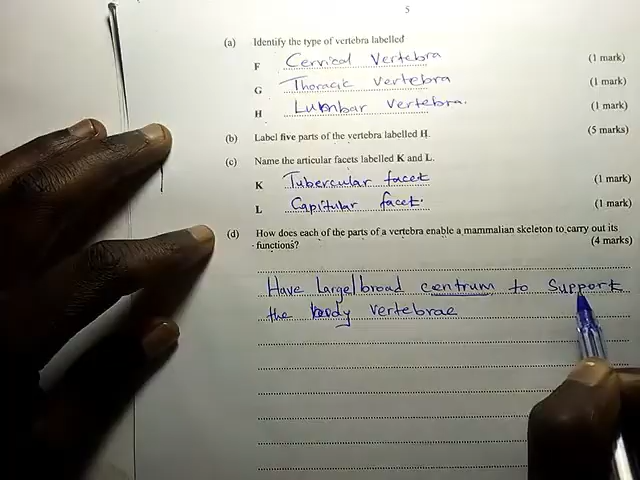 5
(a) Identify the type of vertebra labelled
F Cervical Vertebra (1 mark)
G Thoracic vertebra (1 mark)
H Lumbar vertebra. (1 mark)
(b) Label five parts of the vertebra labelled H. (5 marks)
(c) Name the articular facets labelled K and L.
K Tubercular facet (1 mark)
L Capitular facet. (1 mark)
(d) How does each of the parts of a vertebra enable a mammalian skeleton to carry out its
functions? (4 marks)
Have Large/broad centrum to Support
the body vertebrae